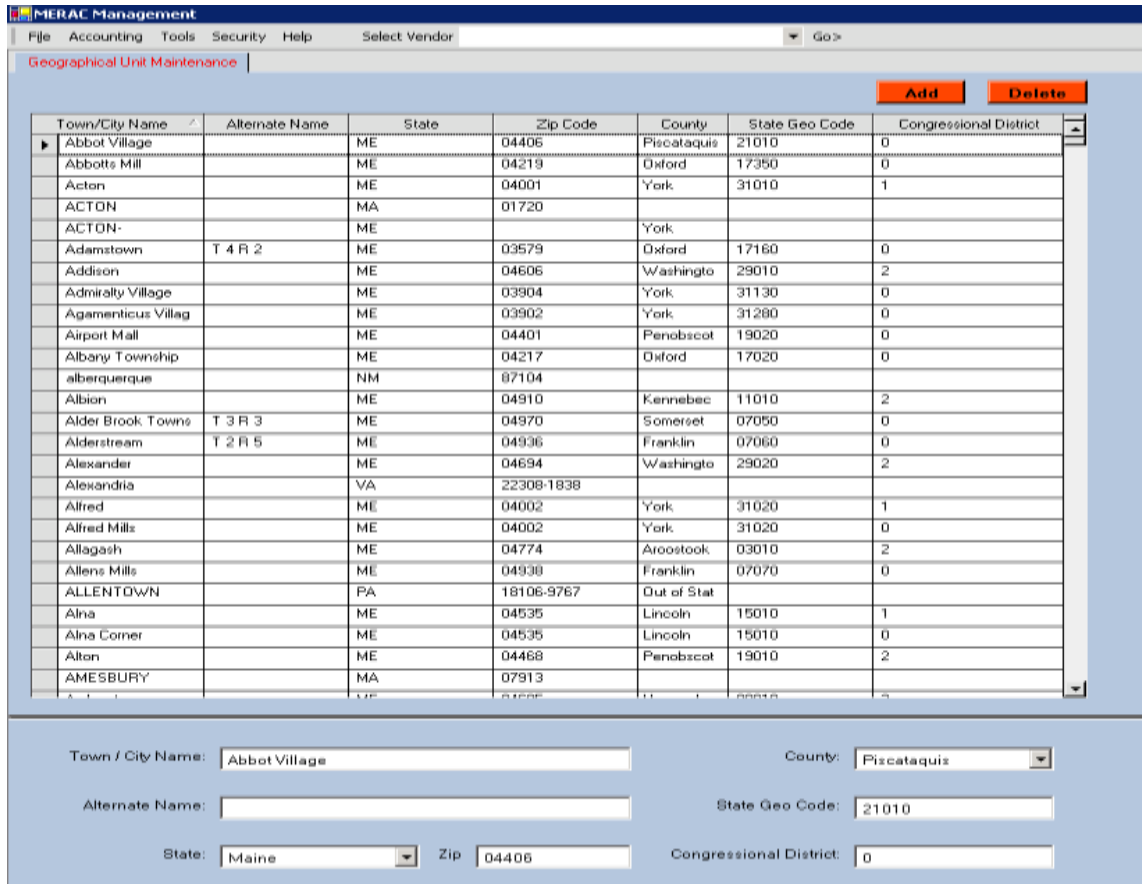 MERAC Management
File Accounting Tools Security Help Select Vendor Go>
Geographical Unit Maintenance
Add Delete
Town/City Name Alternate Name State Zip Code County State Geo Code Congressional District
Abbot Village ME 04406 Piscataquis 21010 0
Abbotts Mill ME 04219 Oxford 17350 0
Acton ME 04001 York 31010 1
ACTON MA 01720
ACTON- ME York
Adamstown T 4 R 2 ME 03579 Oxford 17160 0
Addison ME 04606 Washingto 29010 2
Admiralty Village ME 03904 York 31130 0
Agamenticus Villag ME 03902 York 31280 0
Airport Mall ME 04401 Penobscot 19020 0
Albany Township ME 04217 Oxford 17020 0
alberquerque NM 87104
Albion ME 04910 Kennebec 11010 2
Alder Brook Towns T 3 R 3 ME 04970 Somerset 07050 0
Alderstream T 2 R 5 ME 04936 Franklin 07060 0
Alexander ME 04694 Washingto 29020 2
Alexandria VA 22308-1838
Alfred ME 04002 York 31020 1
Alfred Mills ME 04002 York 31020 0
Allagash ME 04774 Aroostook 03010 2
Allens Mills ME 04938 Franklin 07070 0
ALLENTOWN PA 18106-9767 Out of Stat
Alna ME 04535 Lincoln 15010 1
Alna Corner ME 04535 Lincoln 15010 0
Alton ME 04468 Penobscot 19010 2
AMESBURY MA 07913
Town / City Name: Abbot Village County: Piscataquis
Alternate Name: State Geo Code: 21010
State: Maine Zip 04406 Congressional District: 0